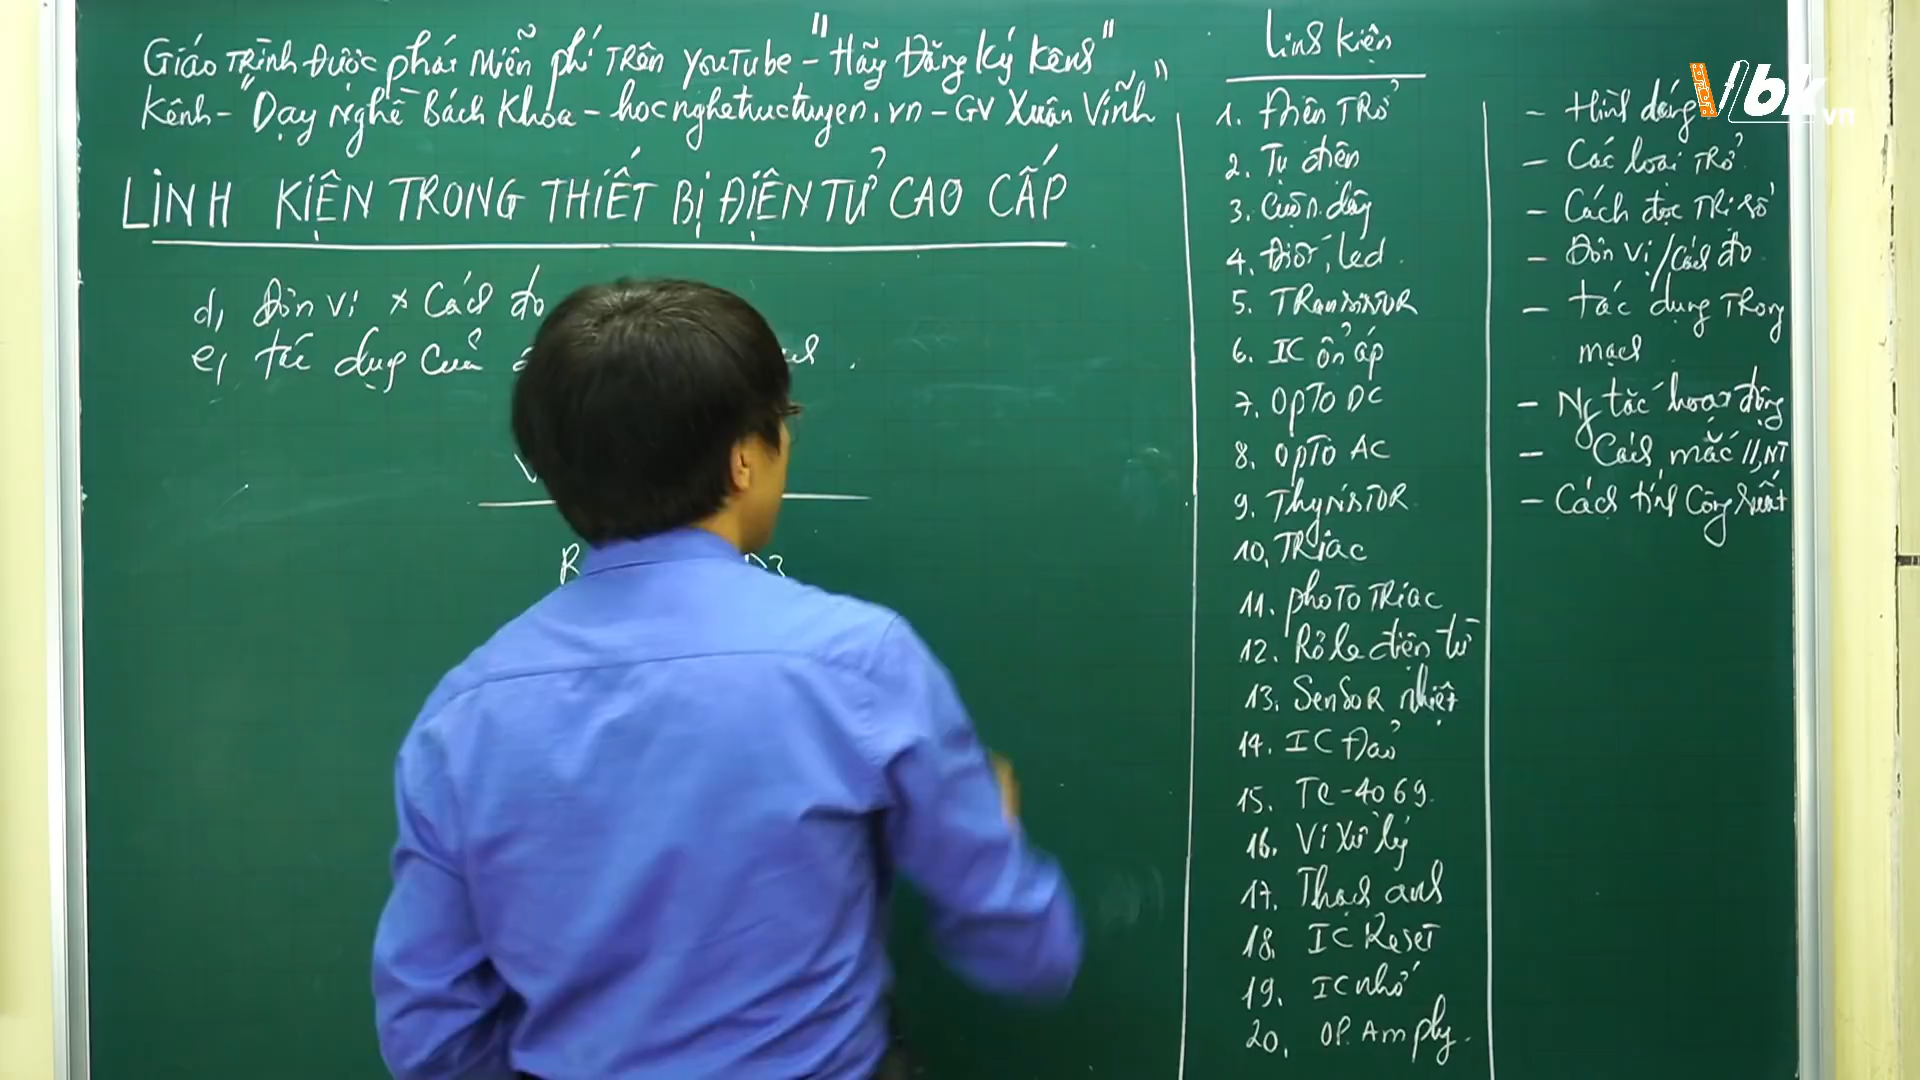 Giáo Trình Được phát Miễn phí Trên YouTube - "Hãy Đăng Ký Kênh"
Kênh - "Dạy Nghề Bách Khoa - hocnghetructuyen.vn - GV Xuân Vinh"
LINH KIỆN TRONG THIẾT BỊ ĐIỆN TỬ CAO CẤP
d, Đơn vị * Cách đo
e, tác dụng của
R
Linh Kiện
1. Điện Trở
2. Tụ điện
3. Cuộn dây
4. Điôt, led
5. Transistor
6. IC ổn áp
7. OpTo DC
8. OpTo AC
9. Thyristor
10, Triac
11. photo Triac
12. Rơle điện từ
13. Sensor nhiệt
14. IC Đảo
15. TC-4069
16. Vi Xử lý
17. Thạch anh
18. IC Reset
19. IC nhớ
20. OP. Amply.
- Hình dáng
- Các loại Trở
- Cách đọc Trị số
- Đơn Vị / Cách đo
- Tác dụng Trong
mạch
- Ng tắc hoạt động
- Cách mắc //, NT
- Cách tính Công suất
bk.vn